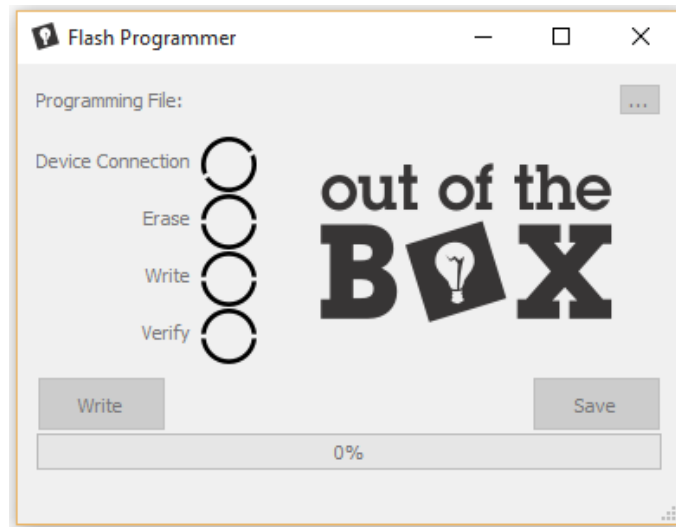 Flash Programmer
Programming File:
...
Device Connection
Erase
Write
Verify
out of the
BOX
Write
Save
0%